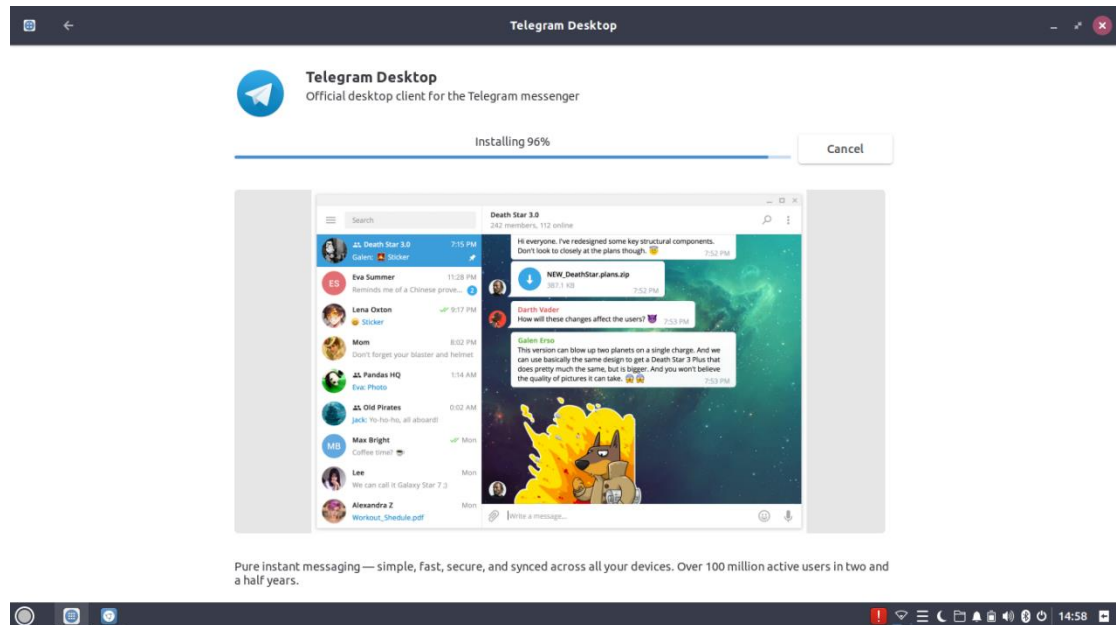 Telegram Desktop
Telegram Desktop
Official desktop client for the Telegram messenger
Installing 96%
Cancel
Search
Death Star 3.0 7:15 PM
Galen: Sticker
ES
Eva Summer 11:28 PM
Reminds me of a Chinese prove... 2
Lena Oxton 9:17 PM
Sticker
Mom 8:02 PM
Don't forget your blaster and helmet
Pandas HQ 1:14 AM
Eva: Photo
Old Pirates 0:02 AM
Jack: Yo-ho-ho, all aboard!
MB
Max Bright Mon
Coffee time?
Lee Mon
We can call it Galaxy Star 7 ;)
Alexandra Z Mon
Workout_Shedule.pdf
Death Star 3.0
242 members, 112 online
Hi everyone. I've redesigned some key structural components.
Don't look to closely at the plans though. 7:52 PM
NEW_DeathStar.plans.zip
387.1 KB 7:52 PM
Darth Vader
How will these changes affect the users? 7:53 PM
Galen Erso
This version can blow up two planets on a single charge. And we
can use basically the same design to get a Death Star 3 Plus that
does pretty much the same, but is bigger. And you won't believe
the quality of pictures it can take. 7:53 PM
Write a message...
Pure instant messaging — simple, fast, secure, and synced across all your devices. Over 100 million active users in two and
a half years.
14:58